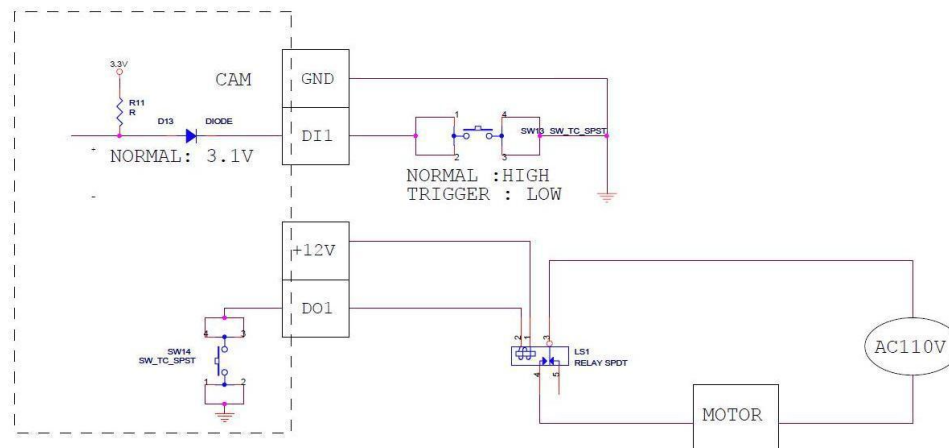 3.3V
CAM
GND
R11
R
D13
DIODE
DI1
1
4
SW13
SW_TC_SPST
2
3
NORMAL: 3.1V
NORMAL :HIGH
TRIGGER : LOW
+
-
+12V
DO1
4
3
SW14
SW_TC_SPST
1
2
2
1
3
LS1
RELAY SPDT
4
5
AC110V
MOTOR